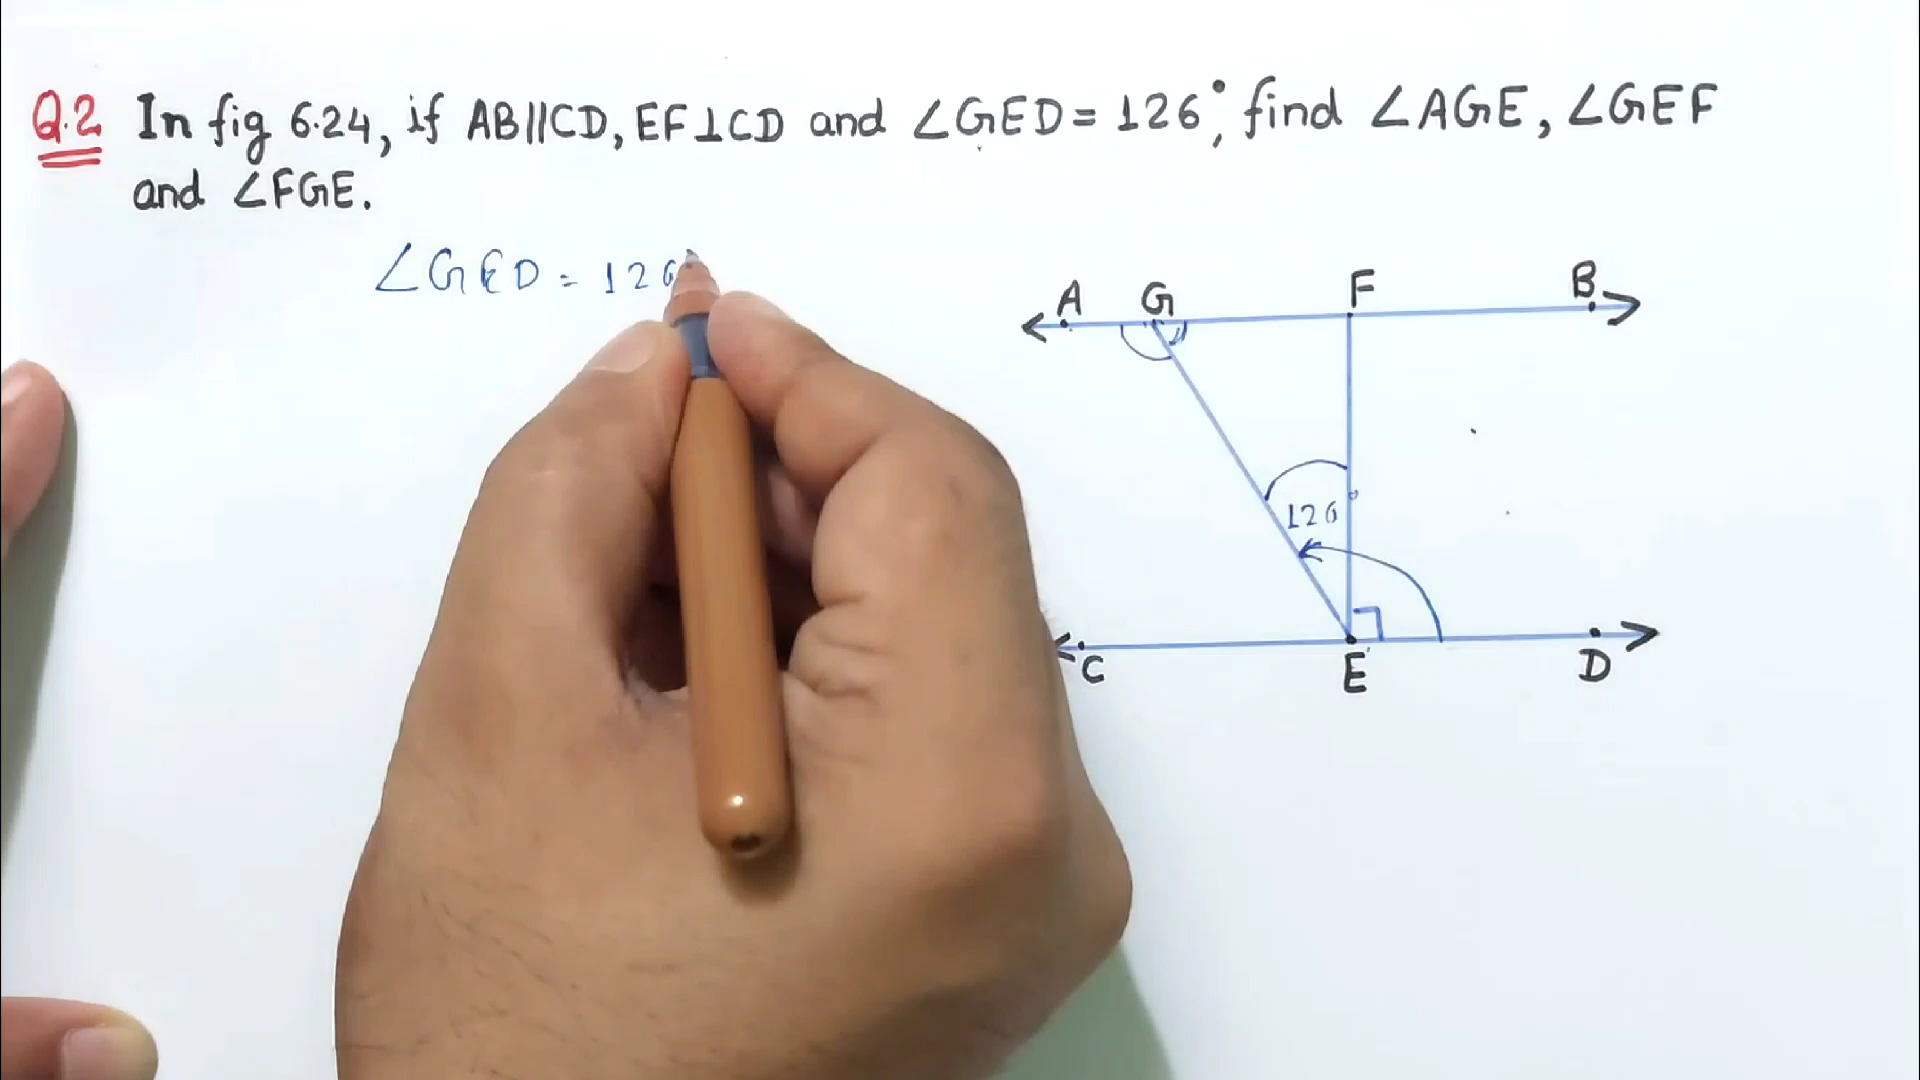 Q.2 In fig 6.24, if AB||CD, EF⊥CD and ∠GED = 126°, find ∠AGE, ∠GEF
and ∠FGE.
∠GED = 126
A G F B
126°
C E D